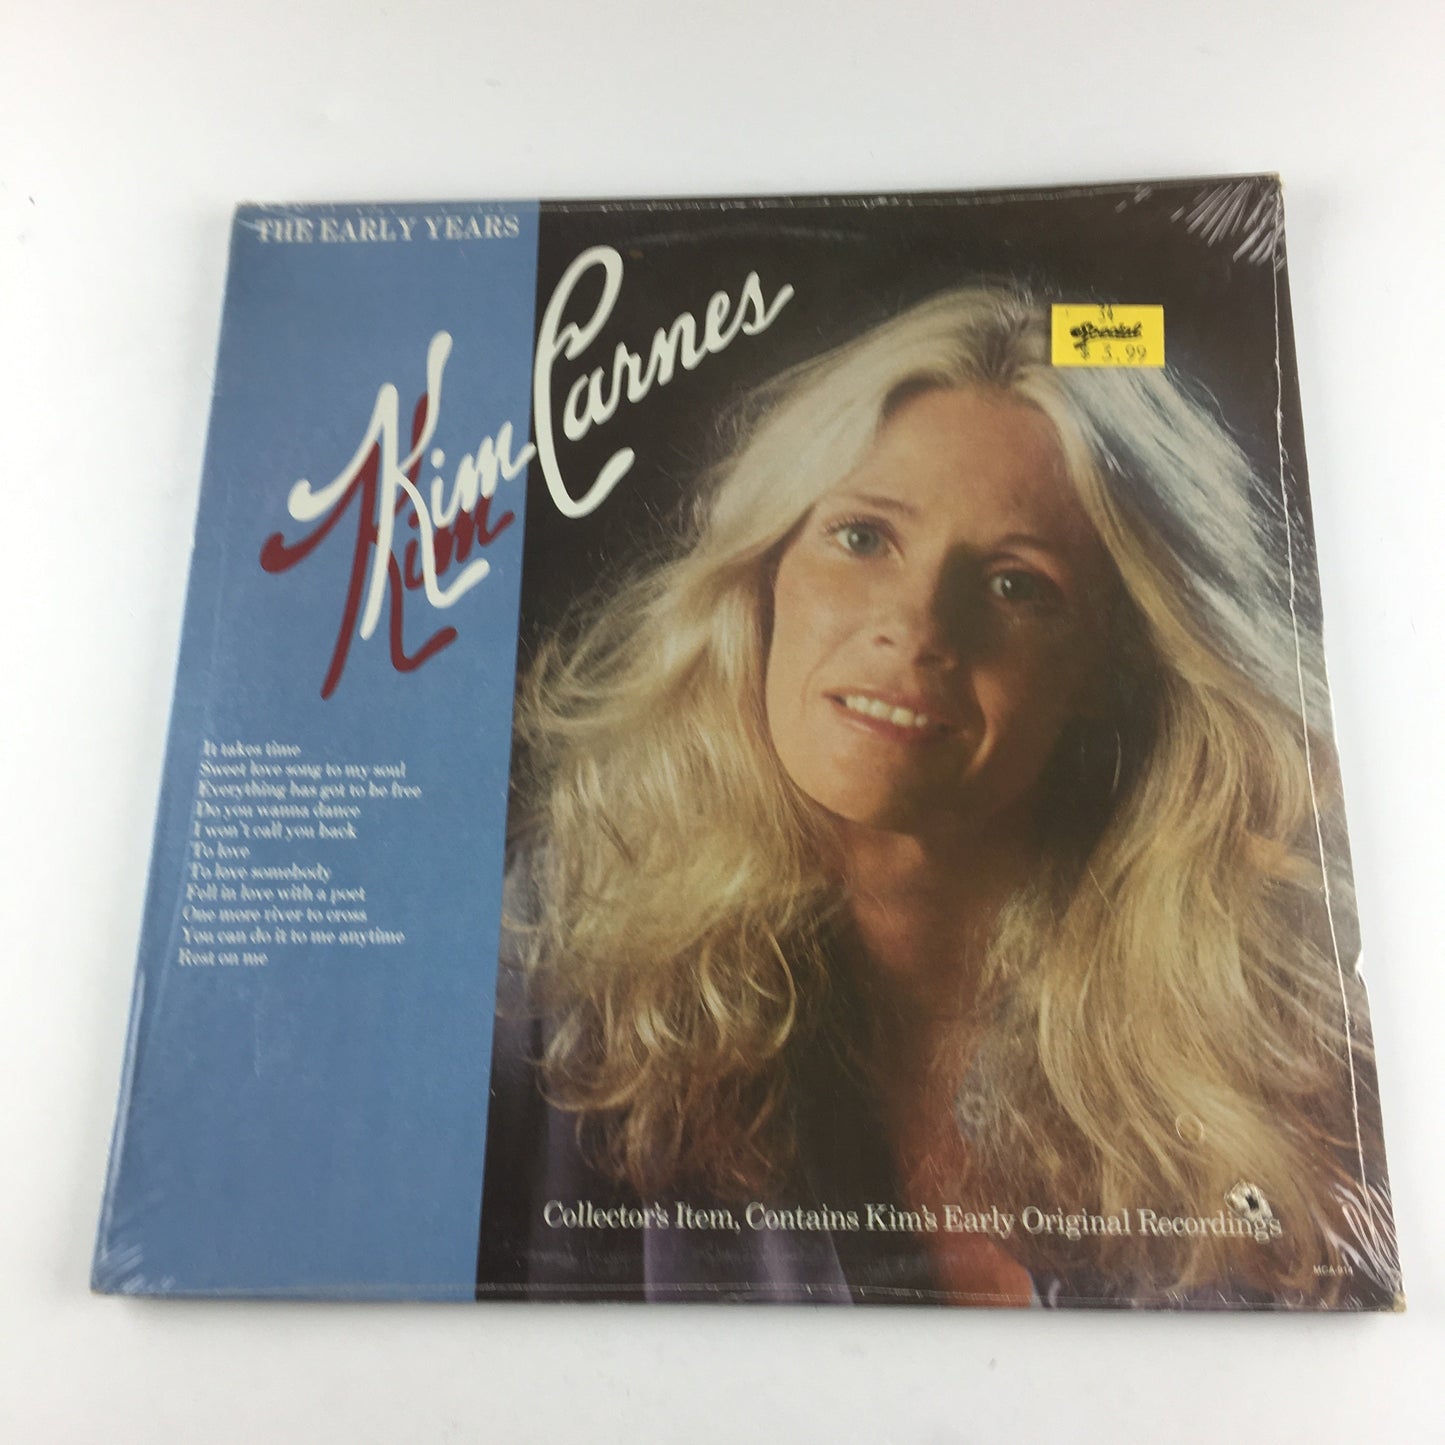 THE EARLY YEARS
Kim Carnes
Kim
34
Special
$ 3.99
It takes time
Sweet love song to my soul
Everything has got to be free
Do you wanna dance
I won't call you back
To love
To love somebody
Fell in love with a poet
One more river to cross
You can do it to me anytime
Rest on me
Collector's Item, Contains Kim's Early Original Recordings
MCA-914